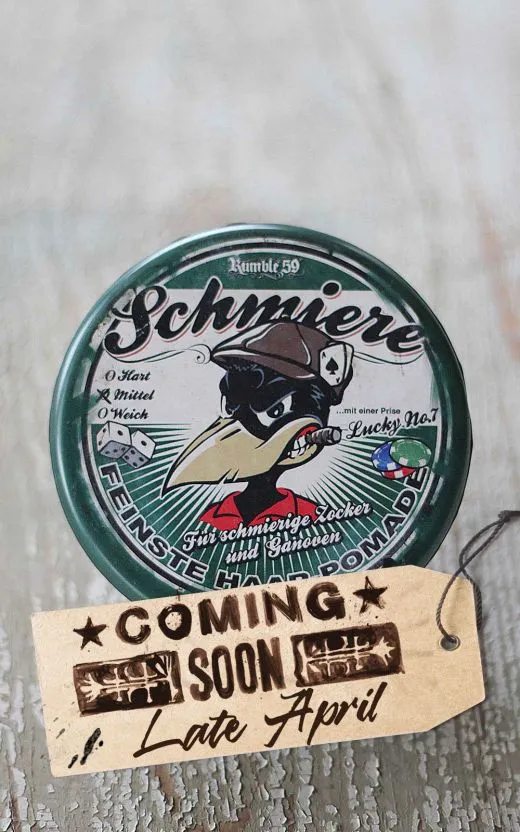 Rumble 59
Schmiere
O Hart
Mittel
O Weich
...mit einer Prise
Lucky No.7
Für schmierige Zocker
und Ganoven
FEINSTE HAAR POMADE
★ COMING ★
SOON
Late April